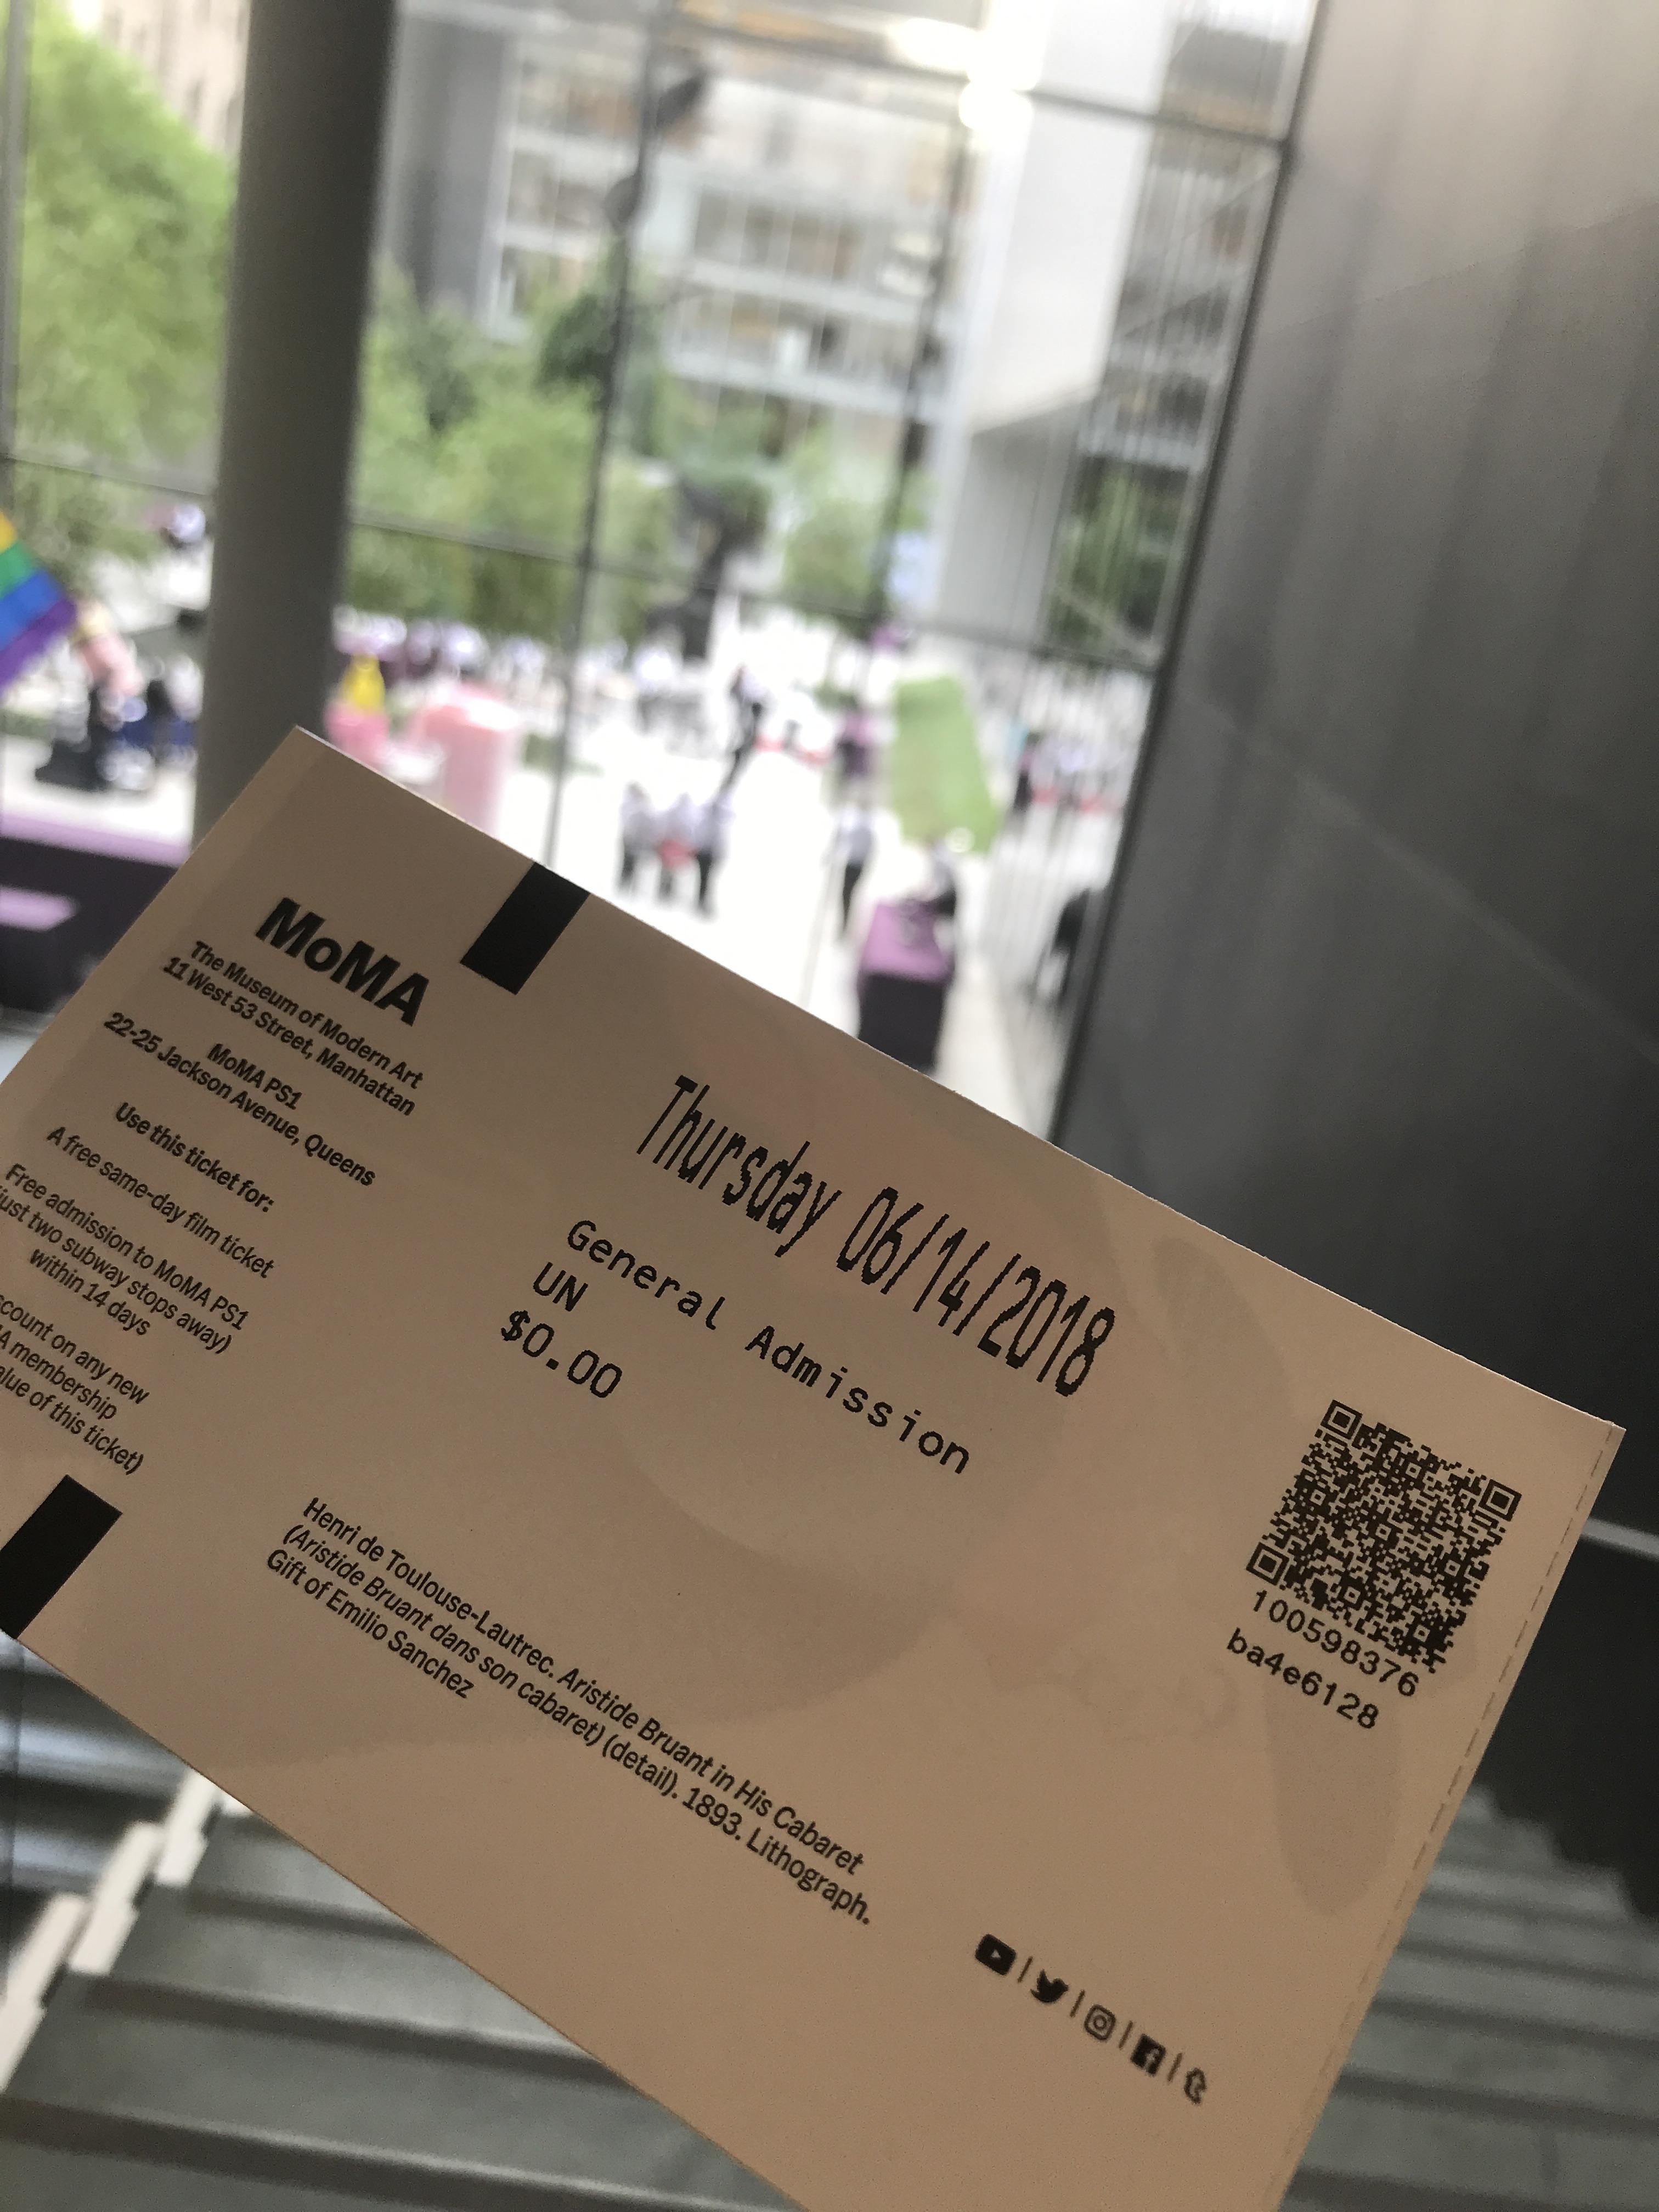 MoMA
The Museum of Modern Art
11 West 53 Street, Manhattan
MoMA PS1
22-25 Jackson Avenue, Queens
Use this ticket for:
A free same-day film ticket
Free admission to MoMA PS1
just two subway stops away)
within 14 days
count on any new
membership
of this ticket)
Thursday 06/14/2018
General Admission
UN
$0.00
Henri de Toulouse-Lautrec. Aristide Bruant in His Cabaret
(Aristide Bruant dans son cabaret) (detail). 1893. Lithograph.
Gift of Emilio Sanchez
100598376
ba4e6128